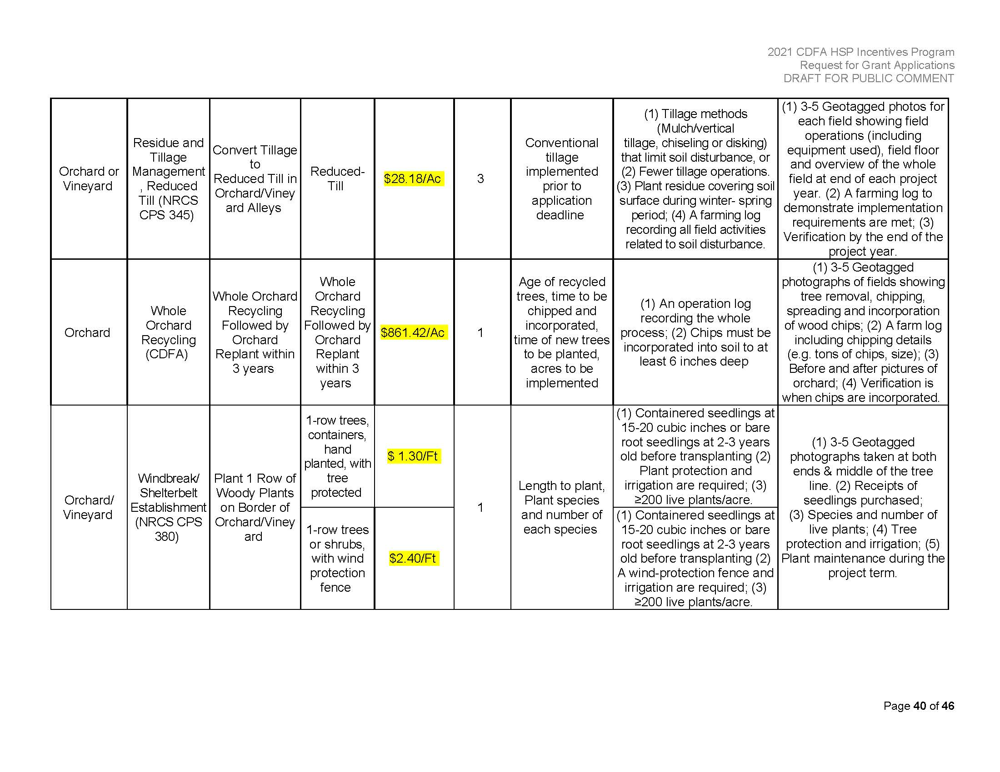 2021 CDFA HSP Incentives Program
Request for Grant Applications
DRAFT FOR PUBLIC COMMENT
Orchard or
Vineyard
Residue and
Tillage
Management
, Reduced
Till (NRCS
CPS 345)
Convert Tillage
to
Reduced Till in
Orchard/Viney
ard Alleys
Reduced-
Till
$28.18/Ac
3
Conventional
tillage
implemented
prior to
application
deadline
(1) Tillage methods
(Mulch/vertical
tillage, chiseling or disking)
that limit soil disturbance, or
(2) Fewer tillage operations.
(3) Plant residue covering soil
surface during winter- spring
period; (4) A farming log
recording all field activities
related to soil disturbance.
(1) 3-5 Geotagged photos for
each field showing field
operations (including
equipment used), field floor
and overview of the whole
field at end of each project
year. (2) A farming log to
demonstrate implementation
requirements are met; (3)
Verification by the end of the
project year.
Orchard
Whole
Orchard
Recycling
(CDFA)
Whole Orchard
Recycling
Followed by
Orchard
Replant within
3 years
Whole
Orchard
Recycling
Followed by
Orchard
Replant
within 3
years
$861.42/Ac
1
Age of recycled
trees, time to be
chipped and
incorporated,
time of new trees
to be planted,
acres to be
implemented
(1) An operation log
recording the whole
process; (2) Chips must be
incorporated into soil to at
least 6 inches deep
(1) 3-5 Geotagged
photographs of fields showing
tree removal, chipping,
spreading and incorporation
of wood chips; (2) A farm log
including chipping details
(e.g. tons of chips, size); (3)
Before and after pictures of
orchard; (4) Verification is
when chips are incorporated.
Orchard/
Vineyard
Windbreak/
Shelterbelt
Establishment
(NRCS CPS
380)
Plant 1 Row of
Woody Plants
on Border of
Orchard/Viney
ard
1-row trees,
containers,
hand
planted, with
tree
protected
$ 1.30/Ft
1
Length to plant,
Plant species
and number of
each species
(1) Containered seedlings at
15-20 cubic inches or bare
root seedlings at 2-3 years
old before transplanting (2)
Plant protection and
irrigation are required; (3)
≥200 live plants/acre.
(1) 3-5 Geotagged
photographs taken at both
ends & middle of the tree
line. (2) Receipts of
seedlings purchased;
(3) Species and number of
live plants; (4) Tree
protection and irrigation; (5)
Plant maintenance during the
project term.
1-row trees
or shrubs,
with wind
protection
fence
$2.40/Ft
(1) Containered seedlings at
15-20 cubic inches or bare
root seedlings at 2-3 years
old before transplanting (2)
A wind-protection fence and
irrigation are required; (3)
≥200 live plants/acre.
Page 40 of 46